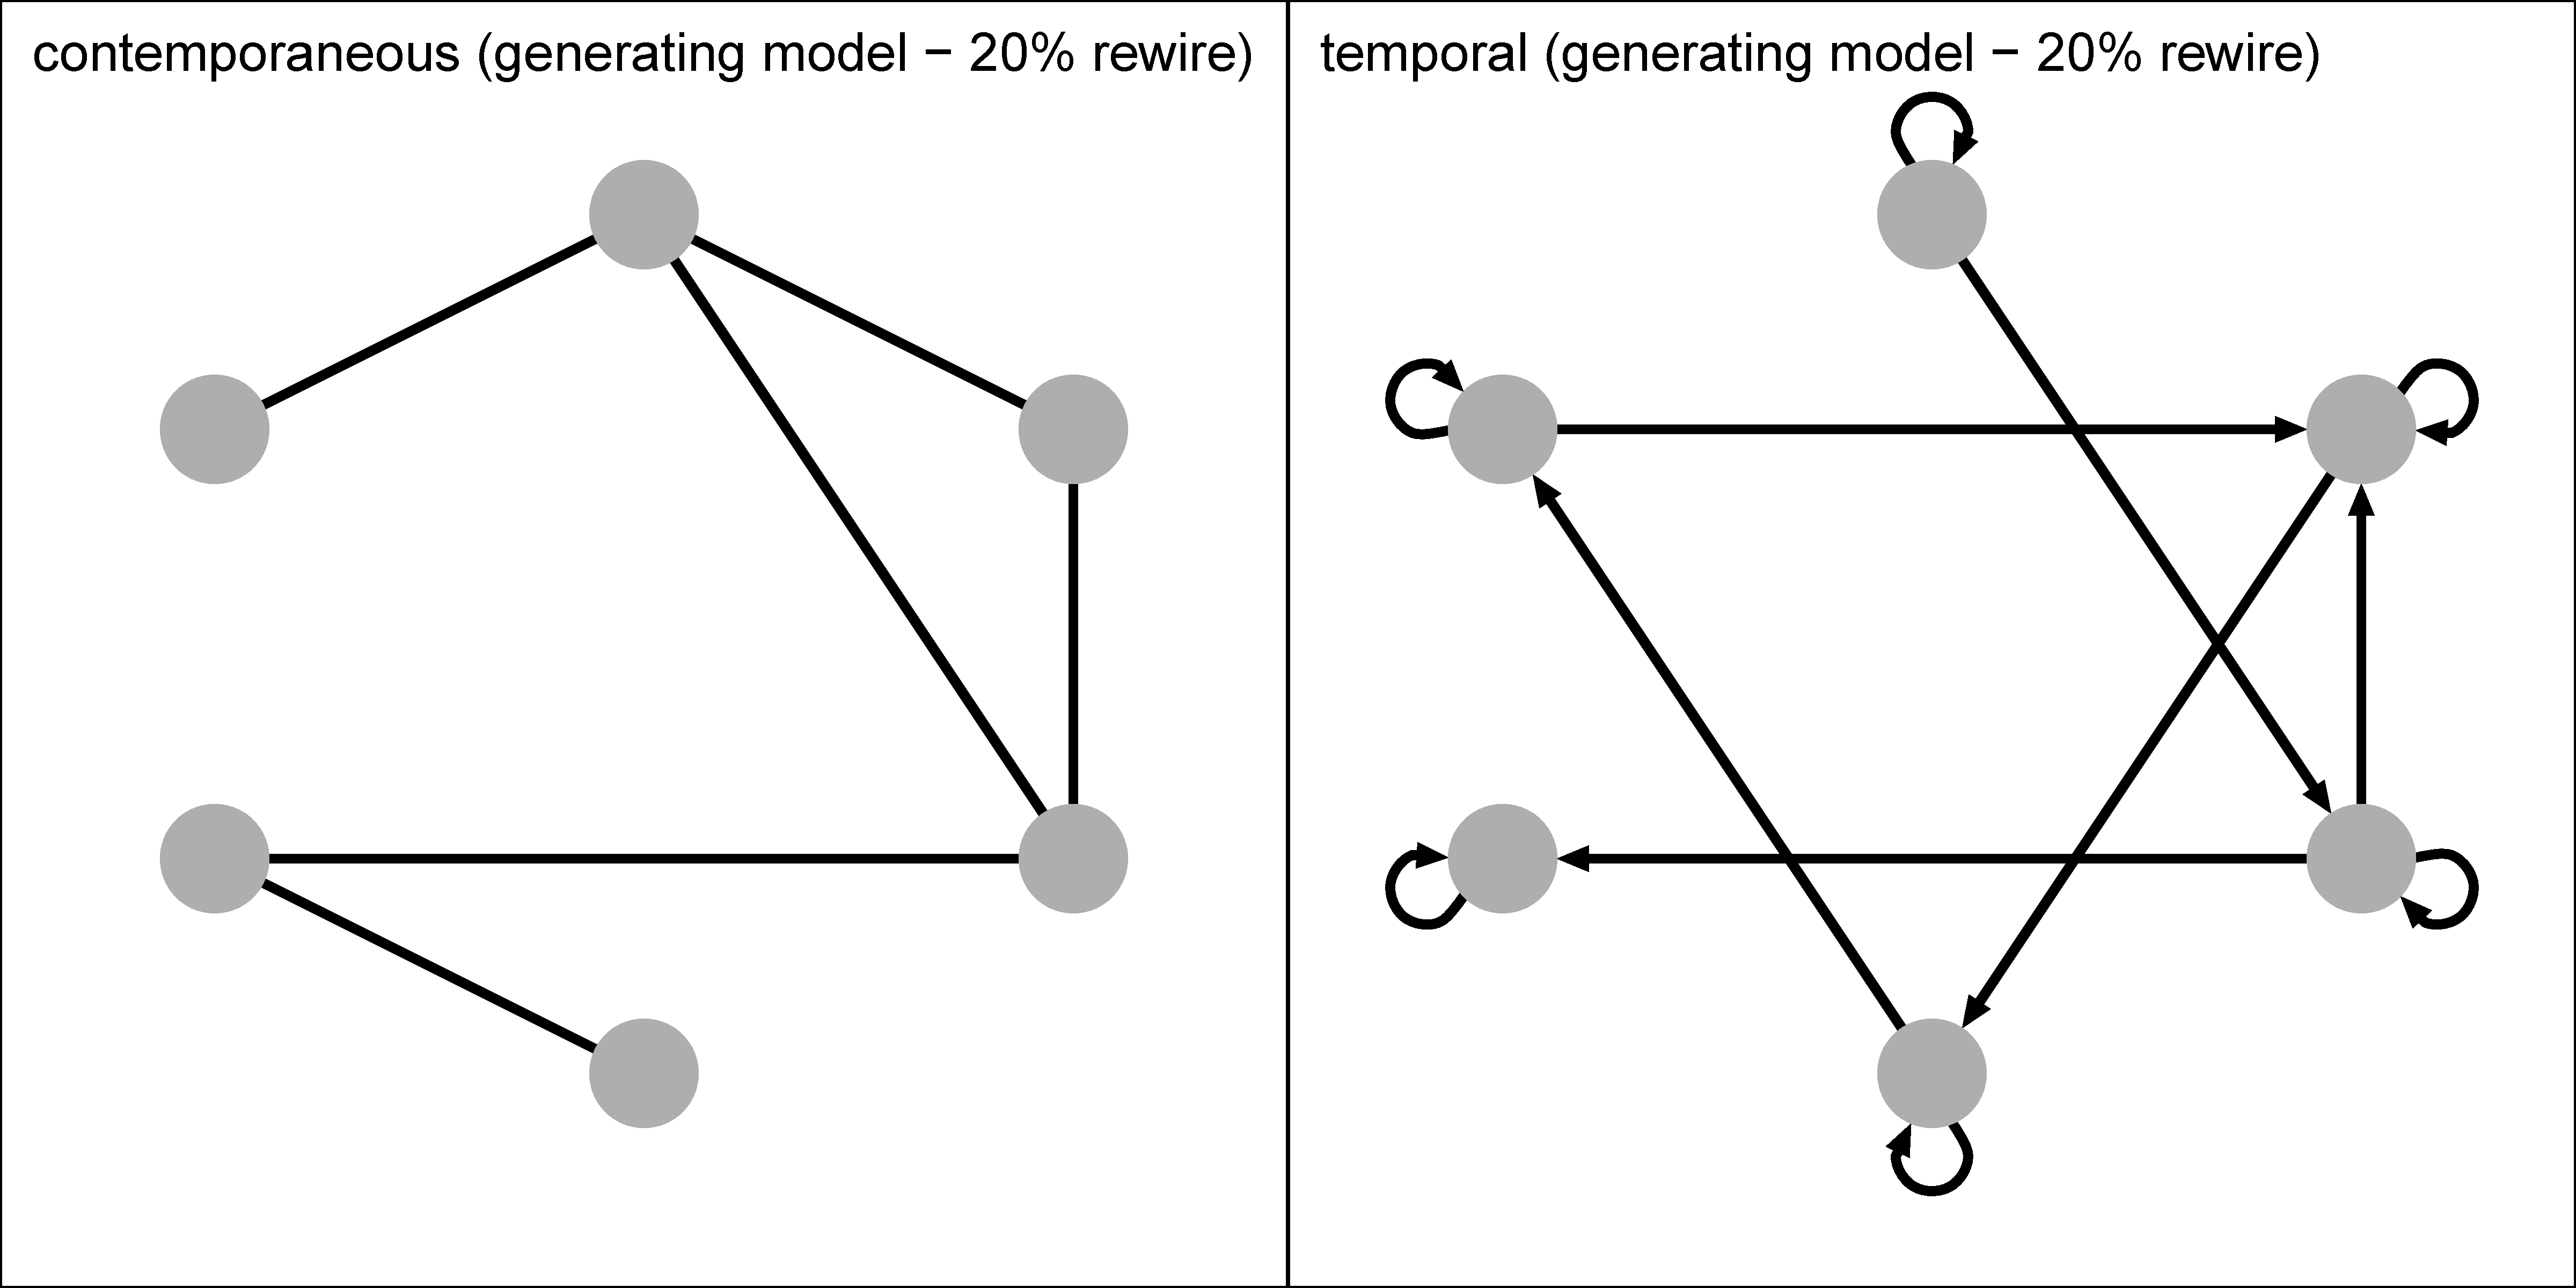 contemporaneous (generating model − 20% rewire)
temporal (generating model − 20% rewire)